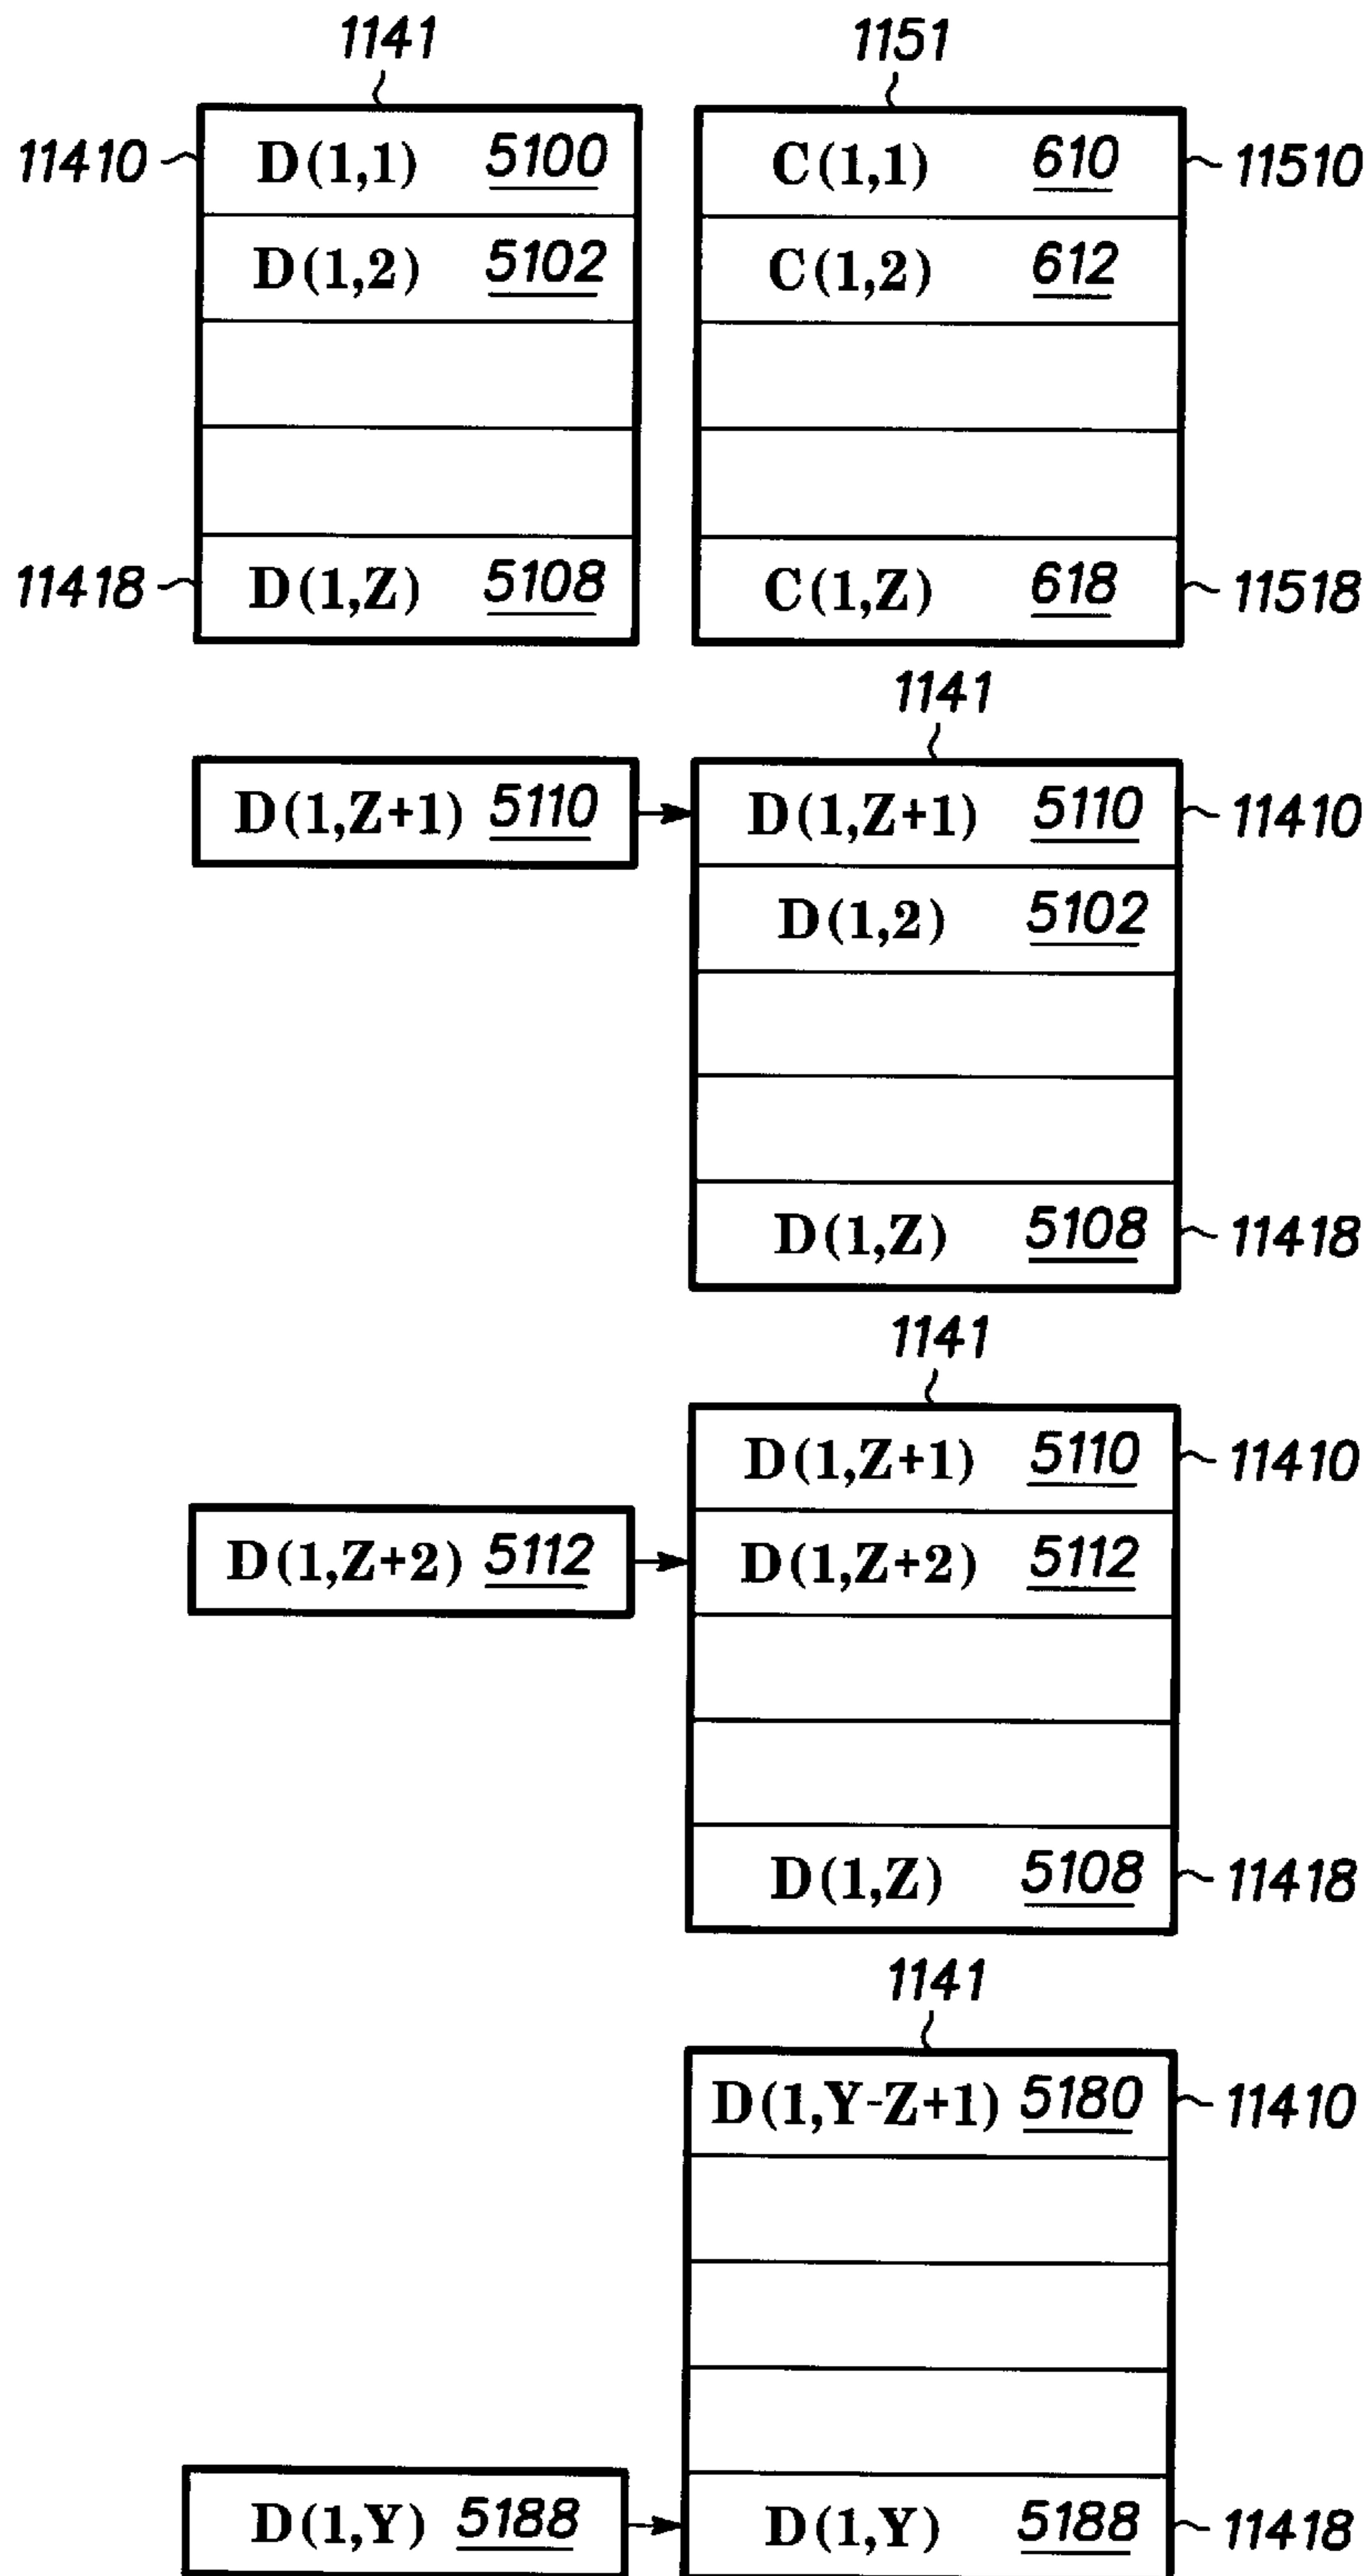 1141 1151
11410 D(1,1) 5100 C(1,1) 610 11510
D(1,2) 5102 C(1,2) 612
11418 D(1,Z) 5108 C(1,Z) 618 11518
1141
D(1,Z+1) 5110 D(1,Z+1) 5110 11410
D(1,2) 5102
D(1,Z) 5108 11418
1141
D(1,Z+1) 5110 11410
D(1,Z+2) 5112 D(1,Z+2) 5112
D(1,Z) 5108 11418
1141
D(1,Y-Z+1) 5180 11410
D(1,Y) 5188 D(1,Y) 5188 11418